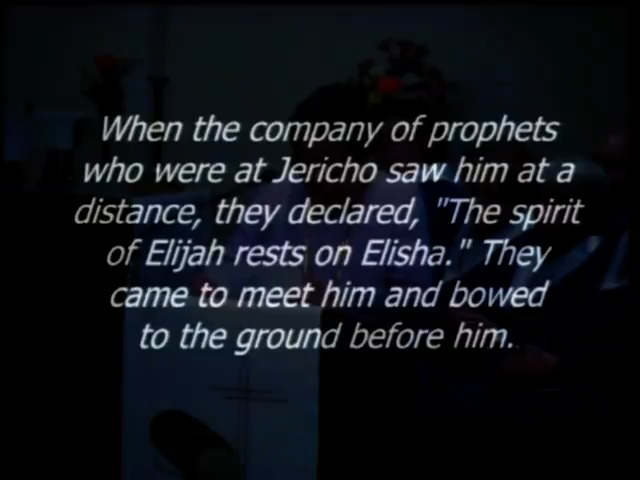 When the company of prophets
who were at Jericho saw him at a
distance, they declared, "The spirit
of Elijah rests on Elisha." They
came to meet him and bowed
to the ground before him.